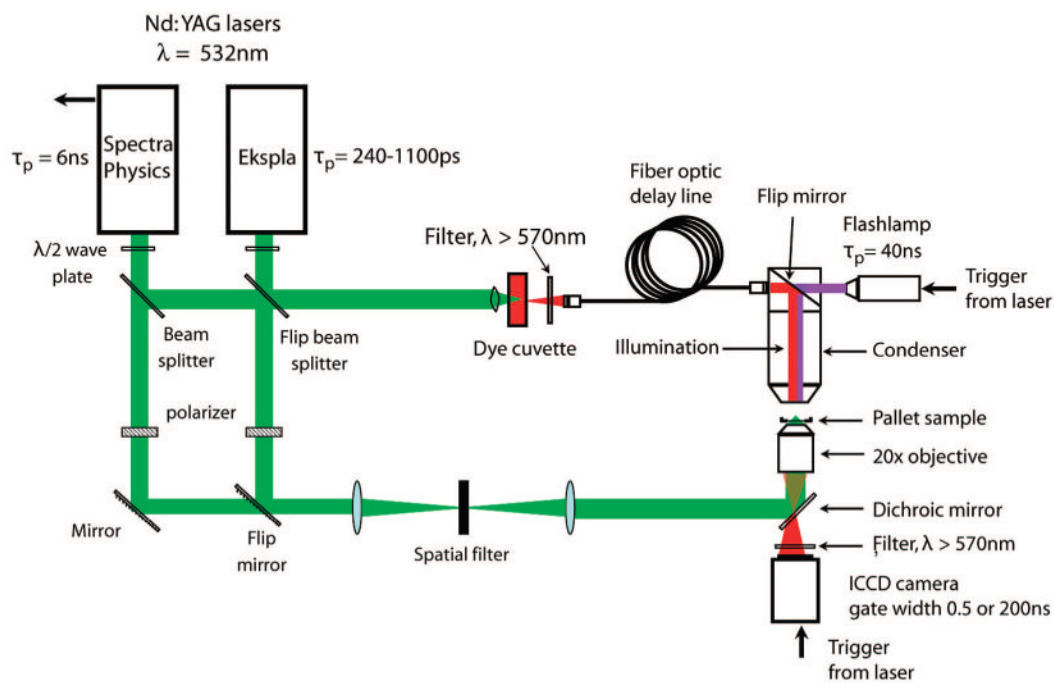 Nd:YAG lasers
λ = 532nm
Spectra
Physics
τp = 6ns
Ekspla
τp= 240-1100ps
λ/2 wave
plate
Beam
splitter
Flip beam
splitter
Filter, λ > 570nm
Dye cuvette
Fiber optic
delay line
Flip mirror
Flashlamp
τp= 40ns
Trigger
from laser
Illumination
Condenser
polarizer
Pallet sample
20x objective
Mirror
Flip
mirror
Spatial filter
Dichroic mirror
Filter, λ > 570nm
ICCD camera
gate width 0.5 or 200ns
Trigger
from laser